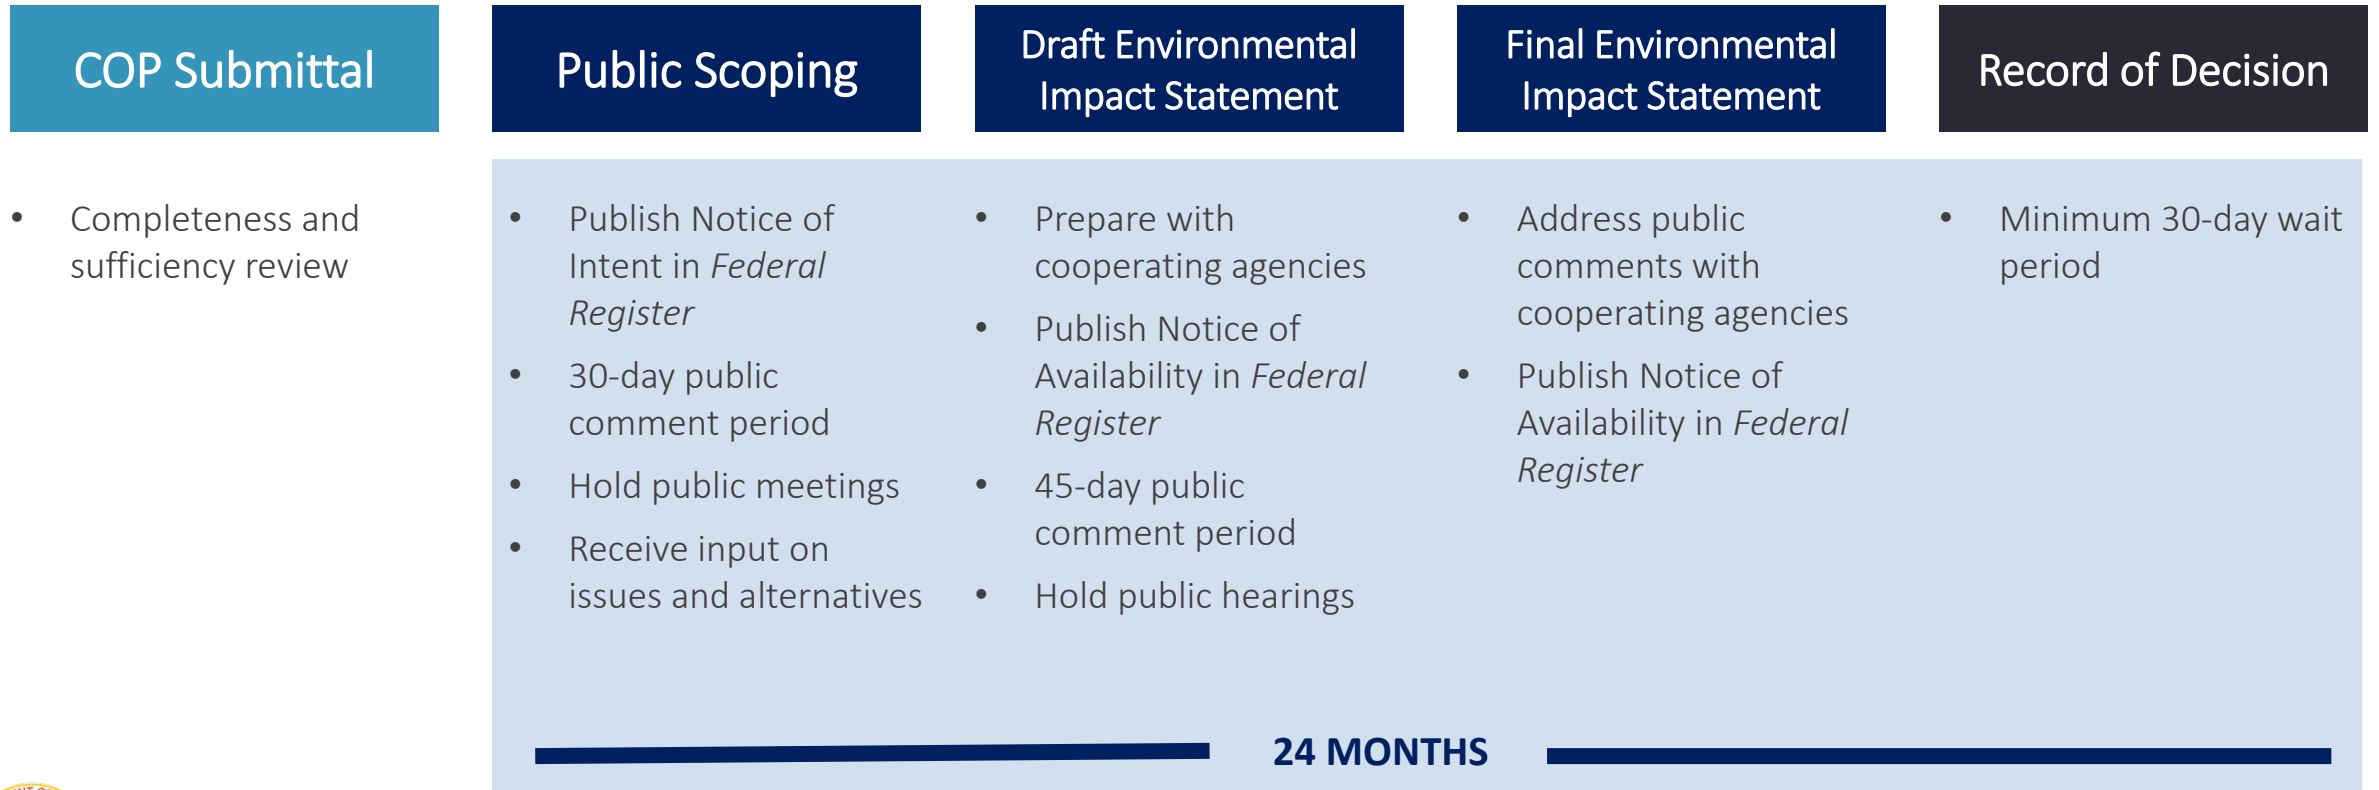 COP Submittal
• Completeness and
sufficiency review
Public Scoping
• Publish Notice of
Intent in Federal
Register
• 30-day public
comment period
• Hold public meetings
• Receive input on
issues and alternatives
Draft Environmental
Impact Statement
• Prepare with
cooperating agencies
• Publish Notice of
Availability in Federal
Register
• 45-day public
comment period
• Hold public hearings
Final Environmental
Impact Statement
• Address public
comments with
cooperating agencies
• Publish Notice of
Availability in Federal
Register
Record of Decision
• Minimum 30-day wait
period
24 MONTHS